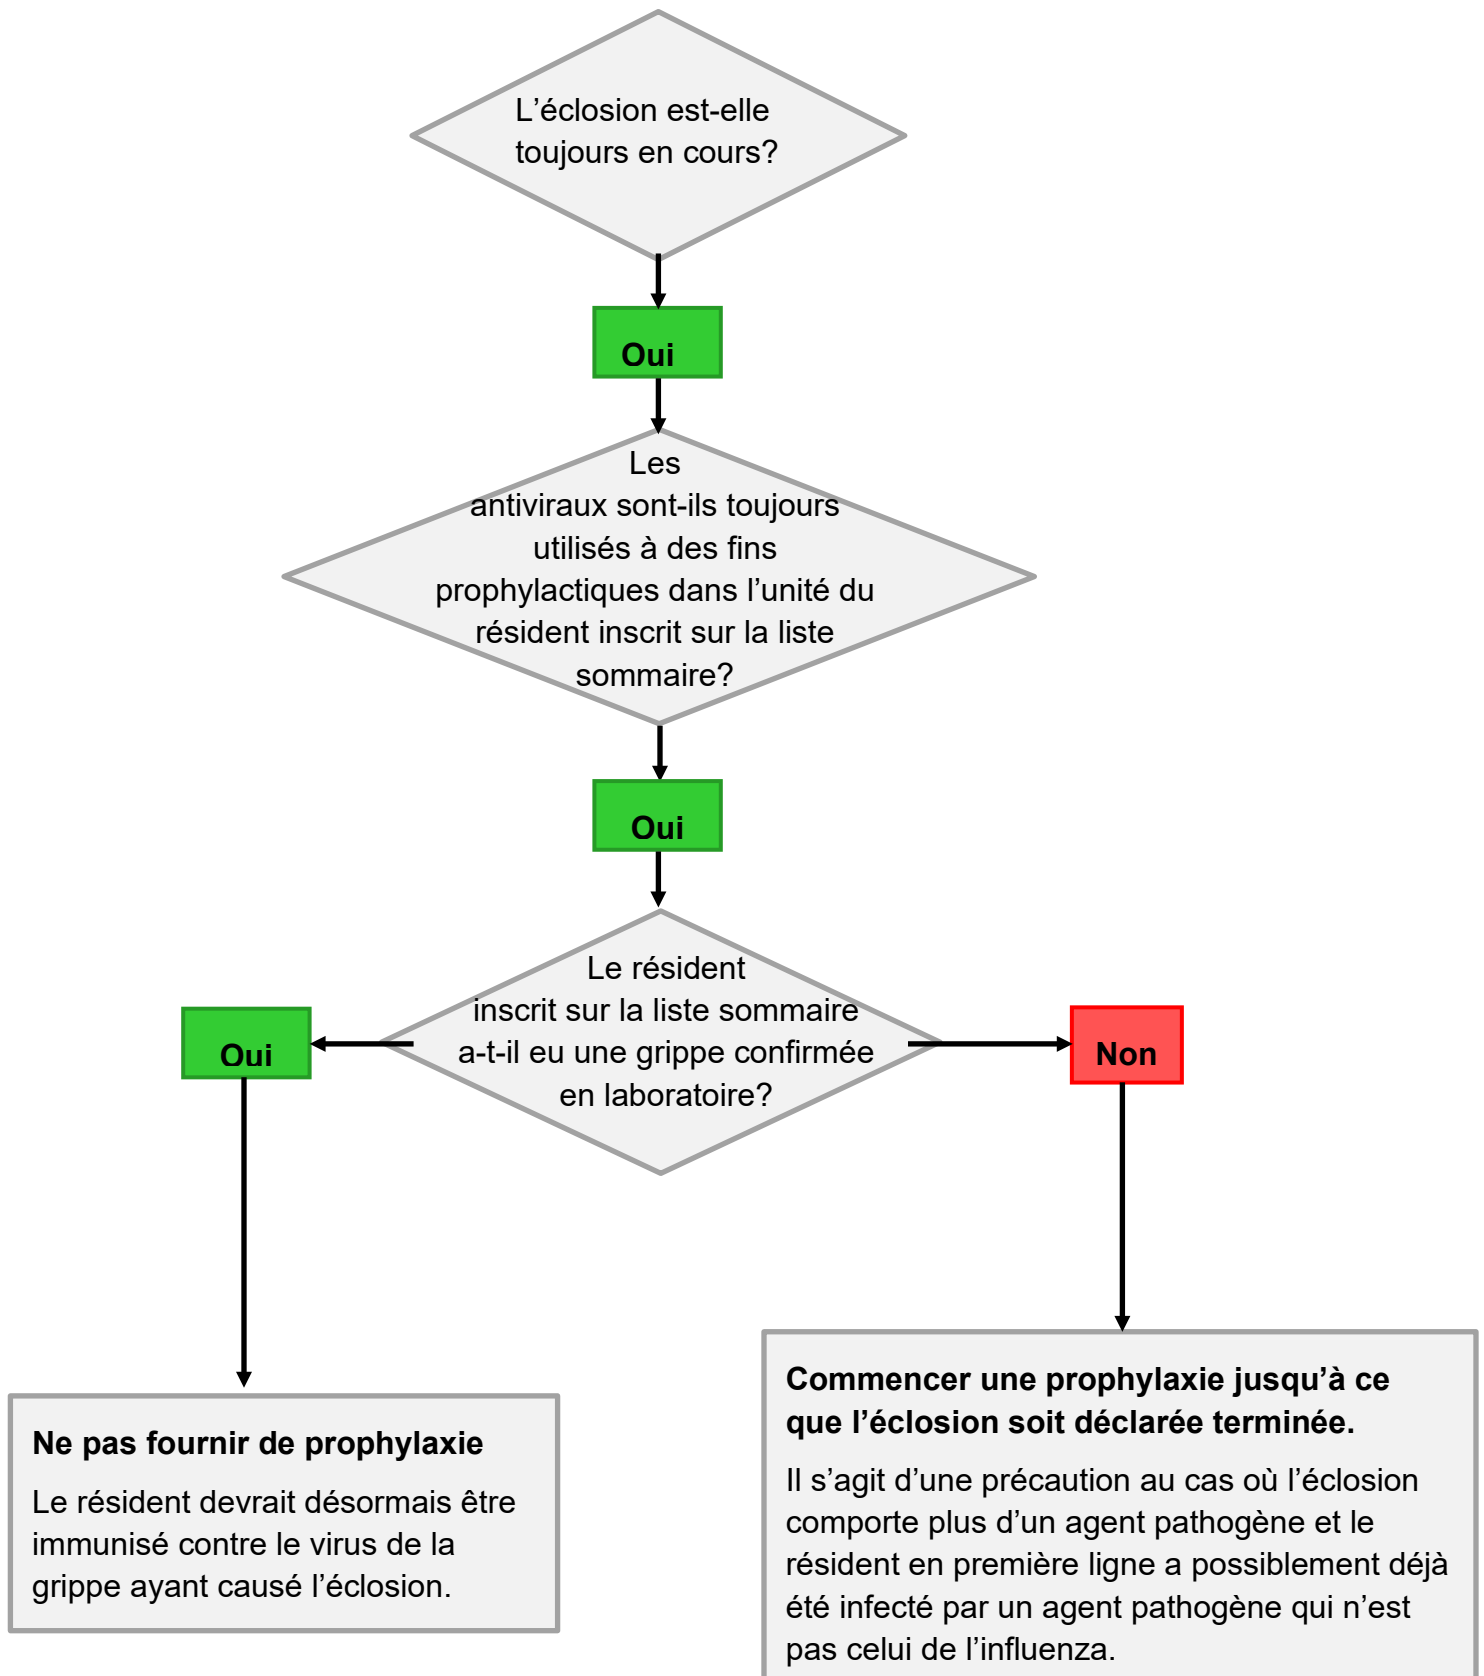 L’éclosion est-elle
toujours en cours?
Oui
Les
antiviraux sont-ils toujours
utilisés à des fins
prophylactiques dans l’unité du
résident inscrit sur la liste
sommaire?
Oui
Le résident
inscrit sur la liste sommaire
a-t-il eu une grippe confirmée
en laboratoire?
Oui
Non
Ne pas fournir de prophylaxie
Le résident devrait désormais être
immunisé contre le virus de la
grippe ayant causé l’éclosion.
Commencer une prophylaxie jusqu’à ce
que l’éclosion soit déclarée terminée.
Il s’agit d’une précaution au cas où l’éclosion
comporte plus d’un agent pathogène et le
résident en première ligne a possiblement déjà
été infecté par un agent pathogène qui n’est
pas celui de l’influenza.